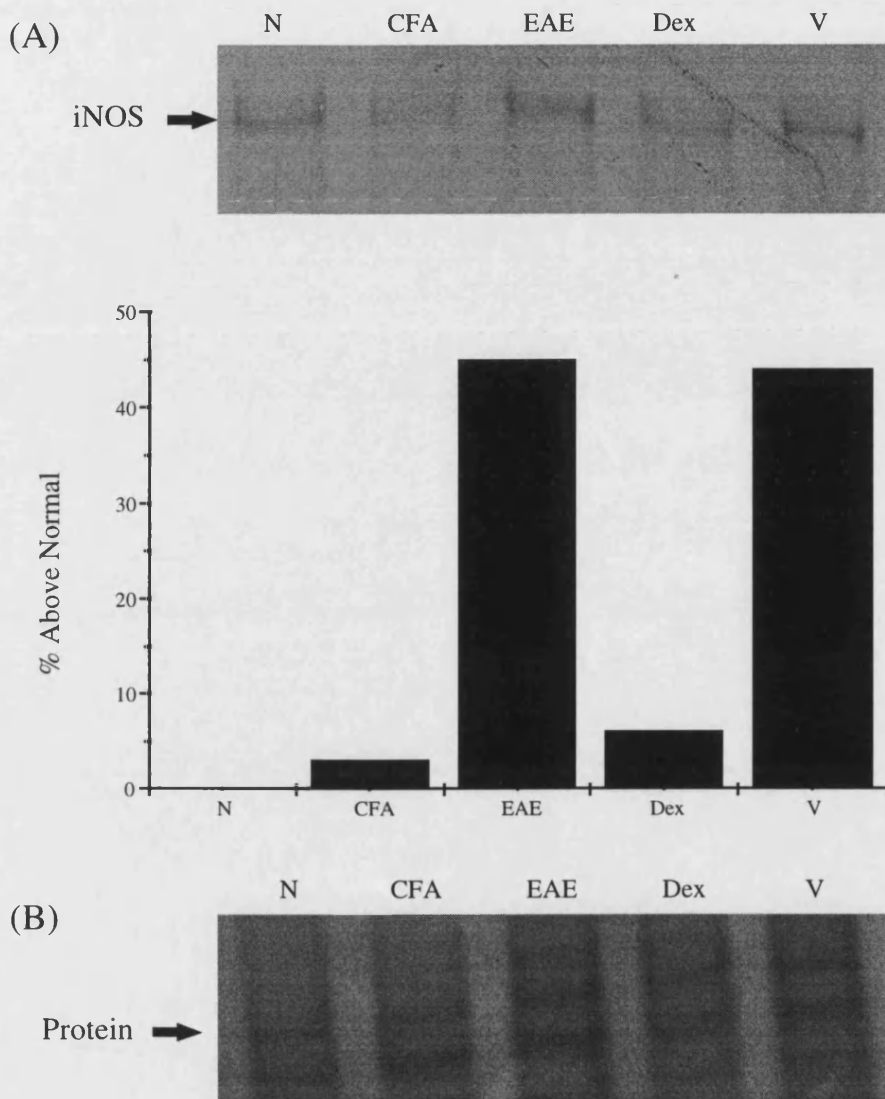 N CFA EAE Dex V
(A)
iNOS
50
40
30
20
10
0
% Above Normal
N CFA EAE Dex V
N CFA EAE Dex V
(B)
Protein